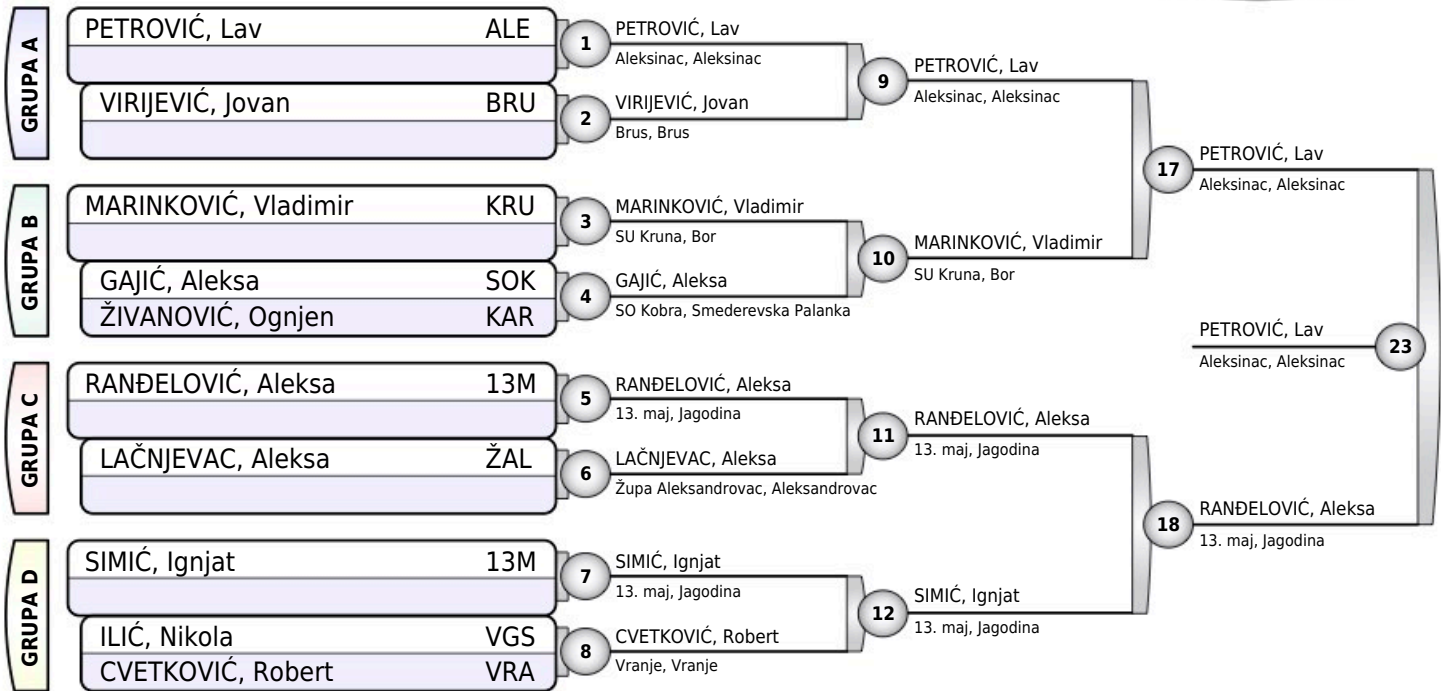 GRUPA A
PETROVIĆ, Lav ALE
VIRIJEVIĆ, Jovan BRU
GRUPA B
MARINKOVIĆ, Vladimir KRU
GAJIĆ, Aleksa SOK
ŽIVANOVIĆ, Ognjen KAR
GRUPA C
RANĐELOVIĆ, Aleksa 13M
LAČNJEVAC, Aleksa ŽAL
GRUPA D
SIMIĆ, Ignjat 13M
ILIĆ, Nikola VGS
CVETKOVIĆ, Robert VRA
1
PETROVIĆ, Lav
Aleksinac, Aleksinac
2
VIRIJEVIĆ, Jovan
Brus, Brus
3
MARINKOVIĆ, Vladimir
SU Kruna, Bor
4
GAJIĆ, Aleksa
SO Kobra, Smederevska Palanka
5
RANĐELOVIĆ, Aleksa
13. maj, Jagodina
6
LAČNJEVAC, Aleksa
Župa Aleksandrovac, Aleksandrovac
7
SIMIĆ, Ignjat
13. maj, Jagodina
8
CVETKOVIĆ, Robert
Vranje, Vranje
9
PETROVIĆ, Lav
Aleksinac, Aleksinac
10
MARINKOVIĆ, Vladimir
SU Kruna, Bor
11
RANĐELOVIĆ, Aleksa
13. maj, Jagodina
12
SIMIĆ, Ignjat
13. maj, Jagodina
17
PETROVIĆ, Lav
Aleksinac, Aleksinac
18
RANĐELOVIĆ, Aleksa
13. maj, Jagodina
PETROVIĆ, Lav
Aleksinac, Aleksinac
23